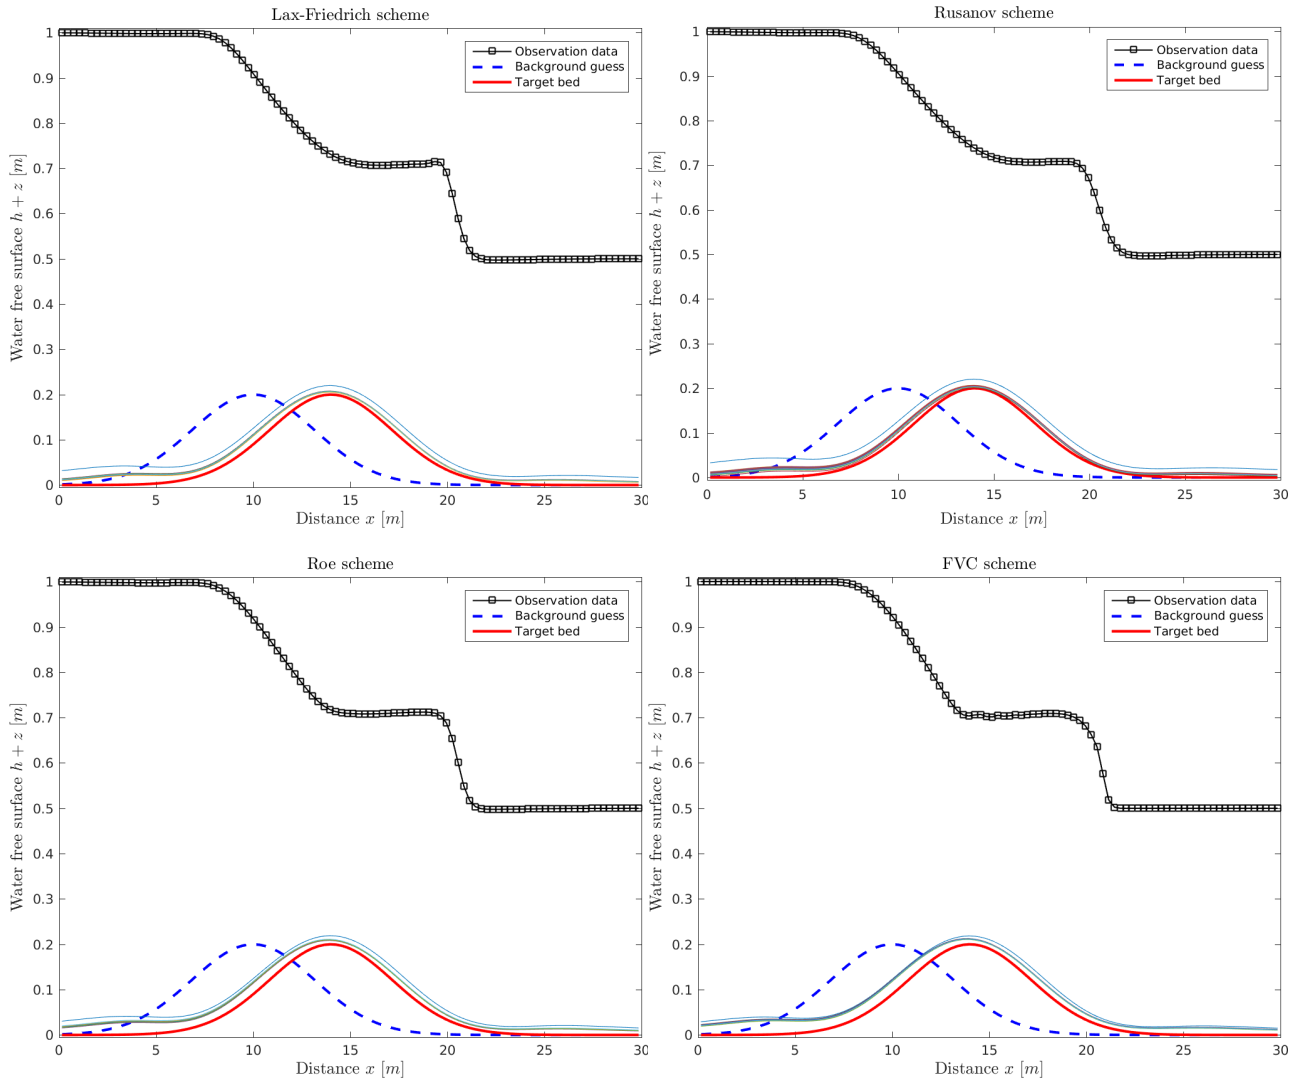 Lax-Friedrich scheme
Water free surface h + z [m]
1
0.9
0.8
0.7
0.6
0.5
0.4
0.3
0.2
0.1
0
Observation data
Background guess
Target bed
0 5 10 15 20 25 30
Distance x [m]
Rusanov scheme
Water free surface h + z [m]
1
0.9
0.8
0.7
0.6
0.5
0.4
0.3
0.2
0.1
0
Observation data
Background guess
Target bed
0 5 10 15 20 25 30
Distance x [m]
Roe scheme
Water free surface h + z [m]
1
0.9
0.8
0.7
0.6
0.5
0.4
0.3
0.2
0.1
0
Observation data
Background guess
Target bed
0 5 10 15 20 25 30
Distance x [m]
FVC scheme
Water free surface h + z [m]
1
0.9
0.8
0.7
0.6
0.5
0.4
0.3
0.2
0.1
0
Observation data
Background guess
Target bed
0 5 10 15 20 25 30
Distance x [m]